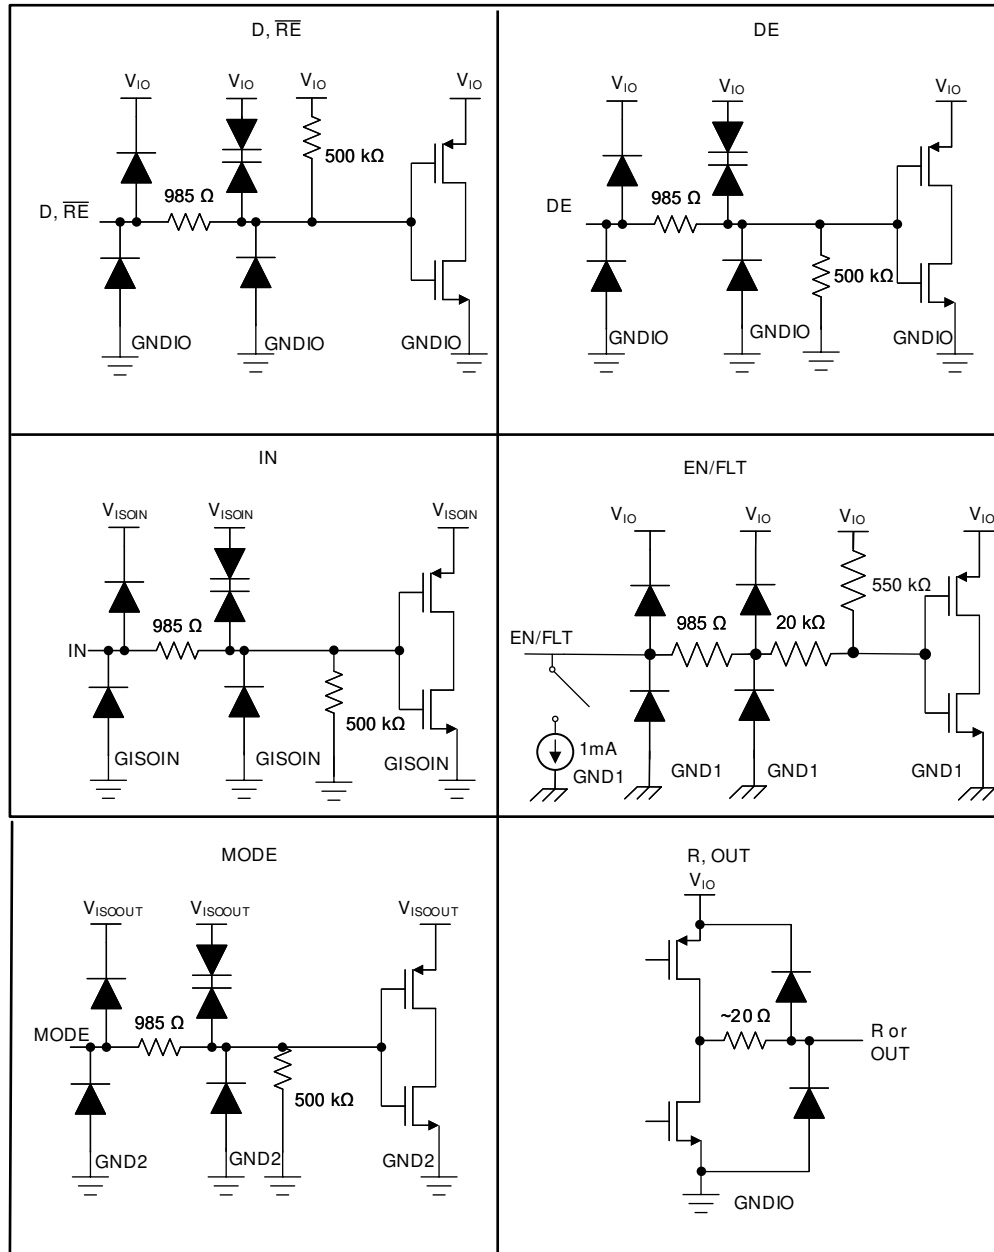 D, R̅E̅
V_IO V_IO V_IO V_IO
500 kΩ
985 Ω
D, R̅E̅
GNDIO GNDIO GNDIO
DE
V_IO V_IO V_IO
985 Ω
DE
500 kΩ
GNDIO GNDIO GNDIO
IN
V_ISOIN V_ISOIN V_ISOIN
985 Ω
IN
500 kΩ
GISOIN GISOIN GISOIN
EN/FLT
V_IO V_IO V_IO V_IO
550 kΩ
985 Ω 20 kΩ
EN/FLT
1mA
GND1 GND1 GND1 GND1
MODE
V_ISOOUT V_ISOOUT V_ISOOUT
985 Ω
MODE
500 kΩ
GND2 GND2 GND2
R, OUT
V_IO
~20 Ω
R or
OUT
GNDIO